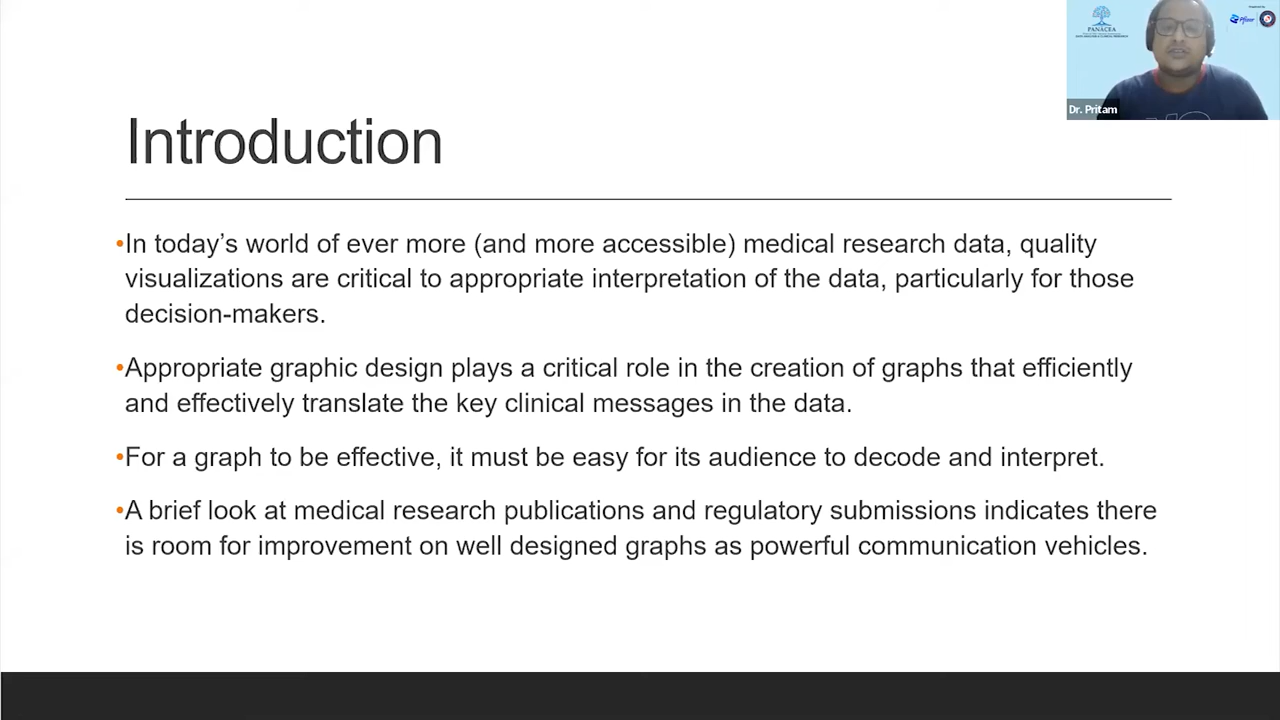 PANACEA
Pfizer
Dr. Pritam
Introduction
•In today’s world of ever more (and more accessible) medical research data, quality
visualizations are critical to appropriate interpretation of the data, particularly for those
decision-makers.
•Appropriate graphic design plays a critical role in the creation of graphs that efficiently
and effectively translate the key clinical messages in the data.
•For a graph to be effective, it must be easy for its audience to decode and interpret.
•A brief look at medical research publications and regulatory submissions indicates there
is room for improvement on well designed graphs as powerful communication vehicles.